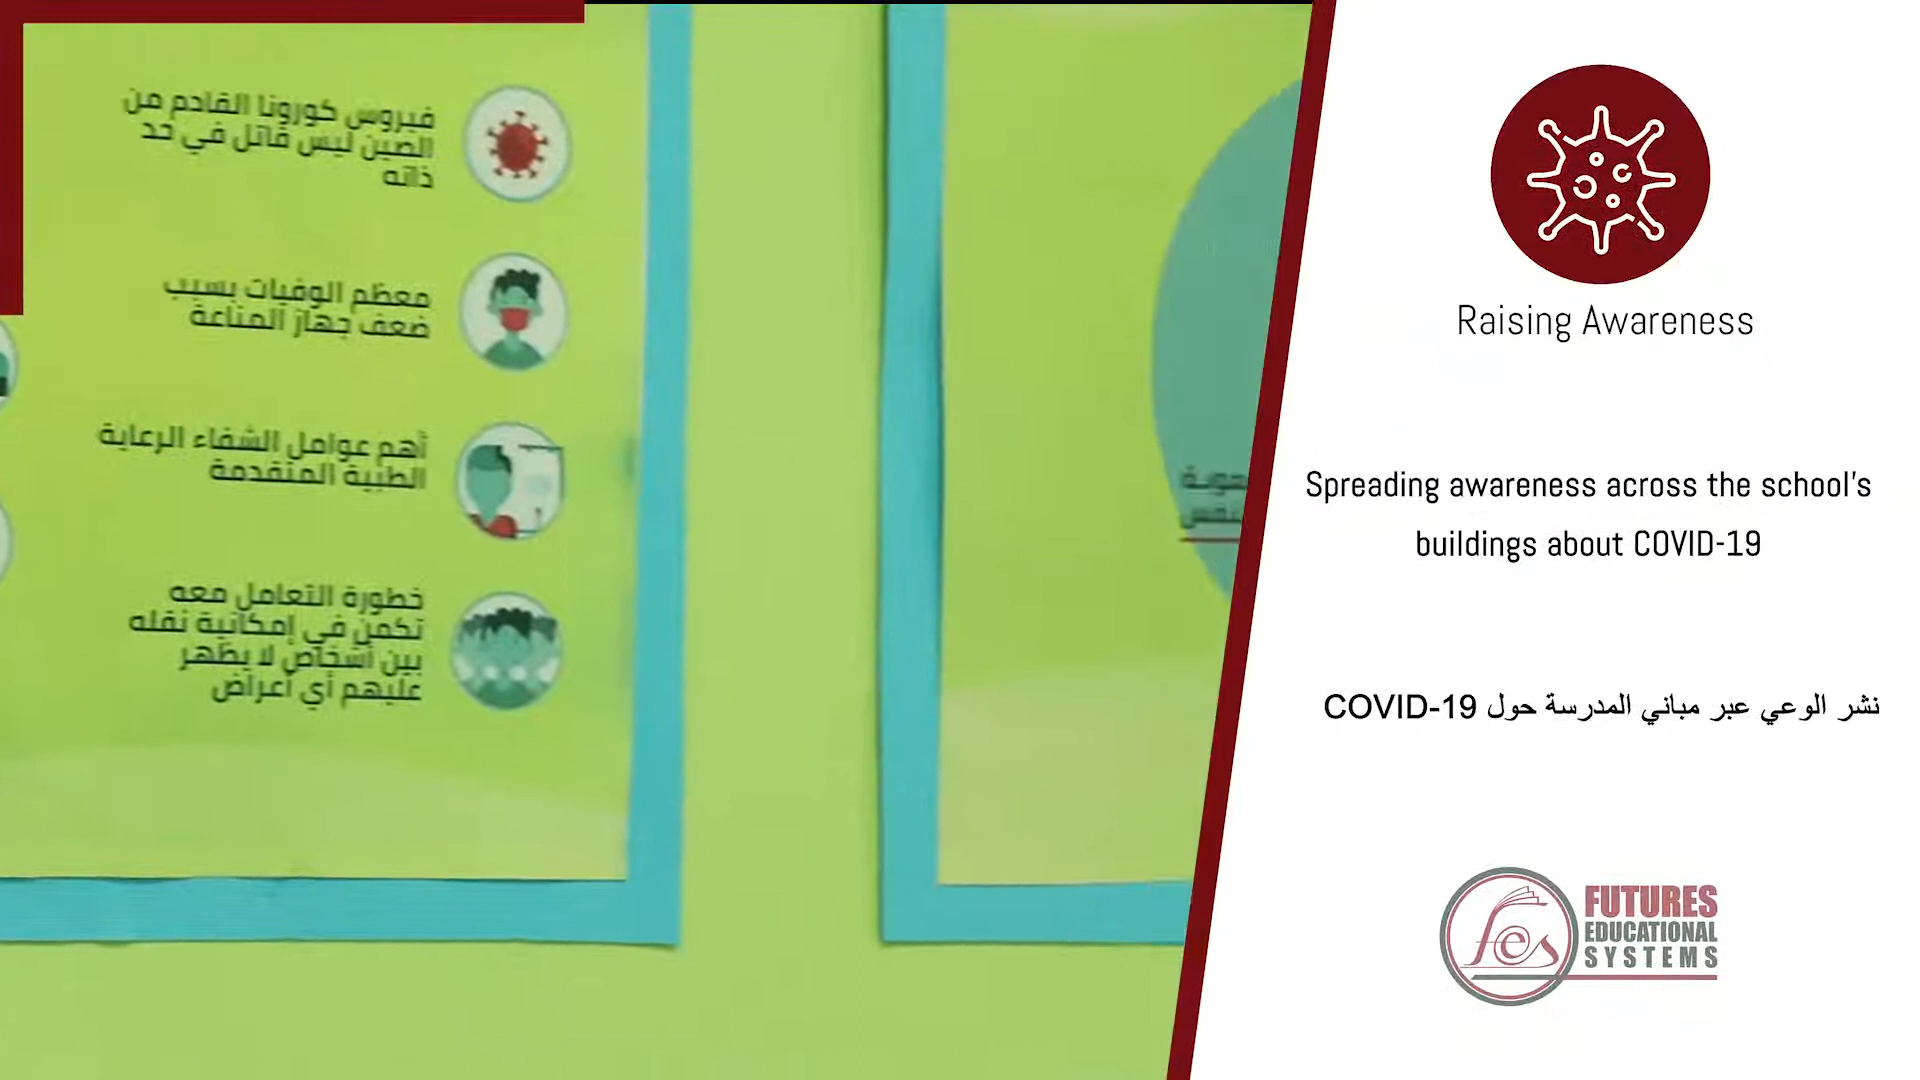 فيروس كورونا القادم من
الصين ليس قاتل في حد
ذاته
معظم الوفيات بسبب
ضعف جهاز المناعة
أهم عوامل الشفاء الرعاية
الطبية المتقدمة
خطورة التعامل معه
تكمن في إمكانية نقله
بين أشخاص لا يظهر
عليهم أي أعراض
Raising Awareness
Spreading awareness across the school's
buildings about COVID-19
نشر الوعي عبر مباني المدرسة حول COVID-19
fes
FUTURES
EDUCATIONAL
SYSTEMS